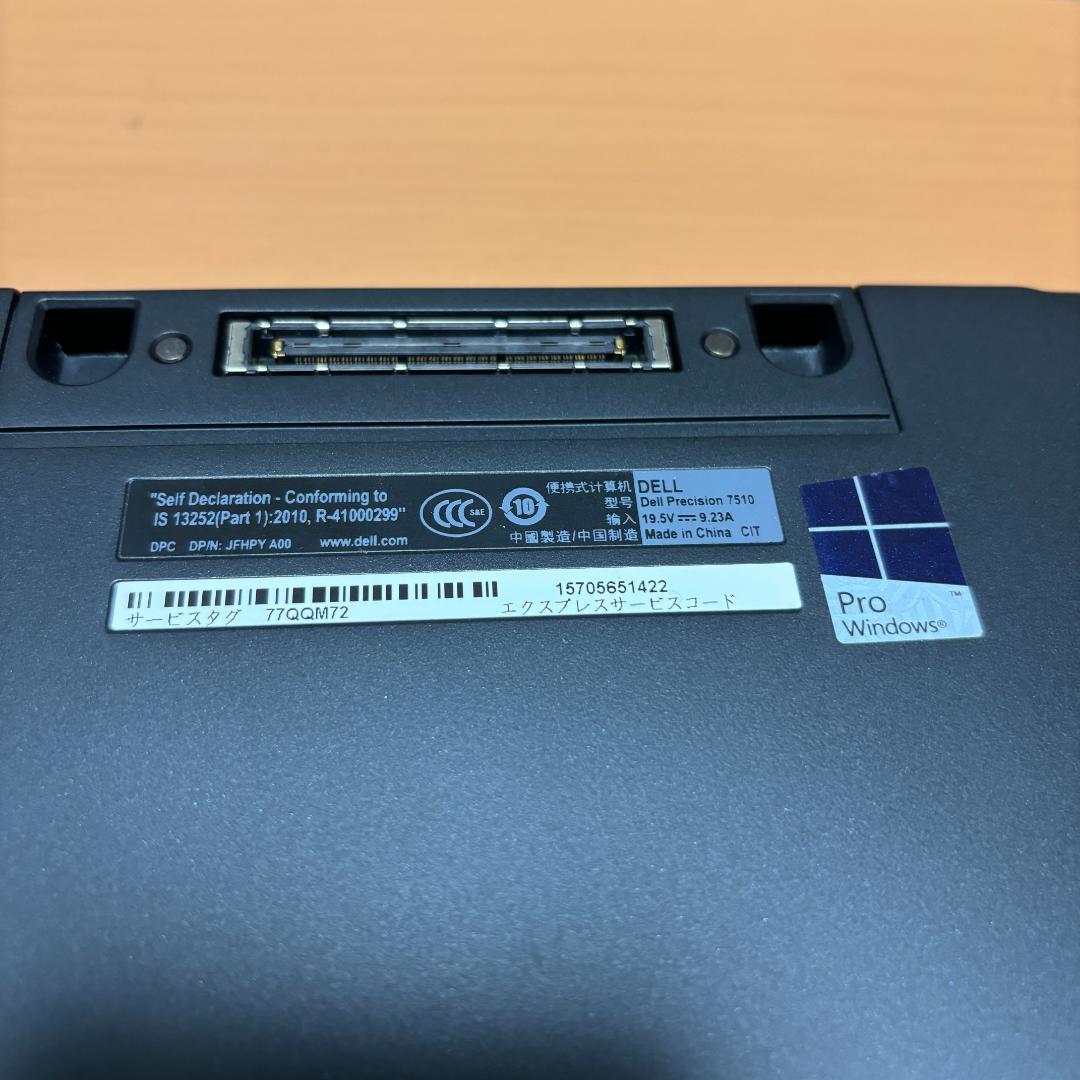 "Self Declaration - Conforming to
IS 13252(Part 1):2010, R-41000299"
DPC DP/N: JFHPY A00 www.dell.com
CCC S&E
10
便携式计算机 DELL
型号 Dell Precision 7510
输入 19.5V⎓9.23A
中國製造/中国制造 Made in China CIT
15705651422
サービスタグ 77QQM72 エクスプレスサービスコード
Pro ™
Windows®